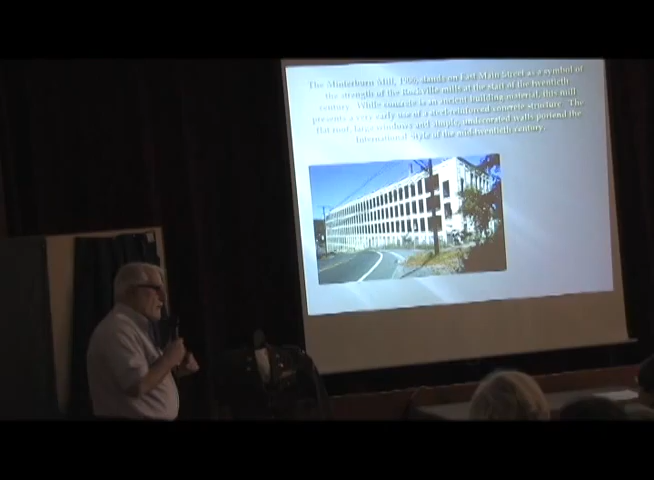 The Minterburn Mill, 1906, stands on East Main Street as a symbol of
the strength of the Rockville mills at the start of the twentieth
century. While concrete is an ancient building material, this mill
presents a very early use of a steel-reinforced concrete structure. The
flat roof, large windows and simple, undecorated walls portend the
International Style of the mid-twentieth century.